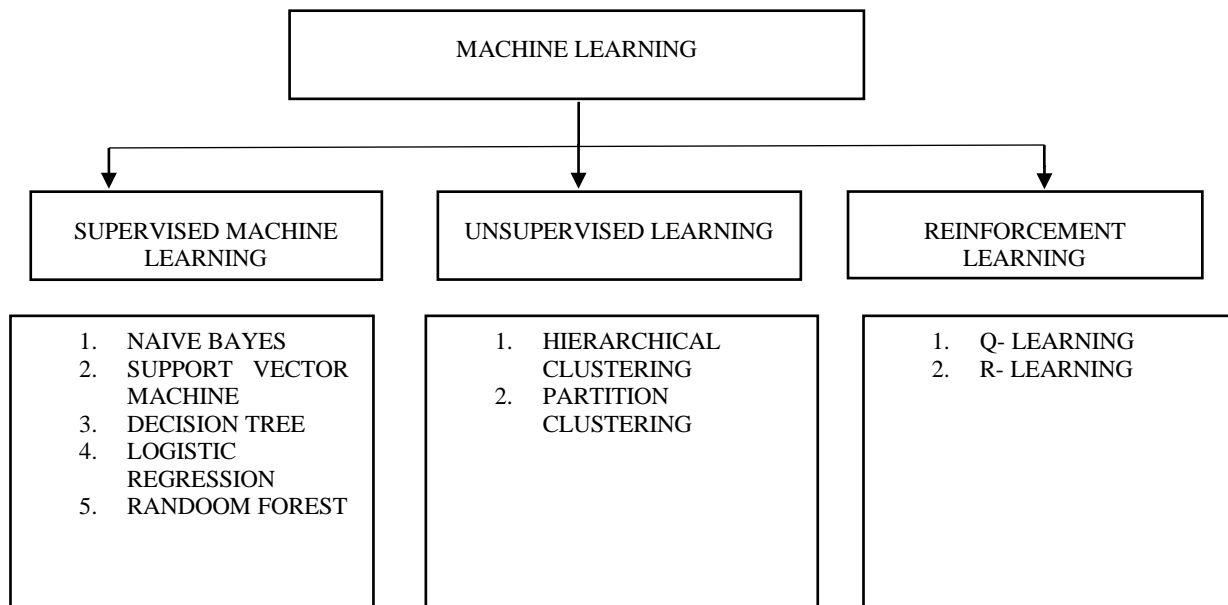 MACHINE LEARNING
SUPERVISED MACHINE
LEARNING
UNSUPERVISED LEARNING
REINFORCEMENT
LEARNING
1. NAIVE BAYES
2. SUPPORT VECTOR
MACHINE
3. DECISION TREE
4. LOGISTIC
REGRESSION
5. RANDOOM FOREST
1. HIERARCHICAL
CLUSTERING
2. PARTITION
CLUSTERING
1. Q- LEARNING
2. R- LEARNING